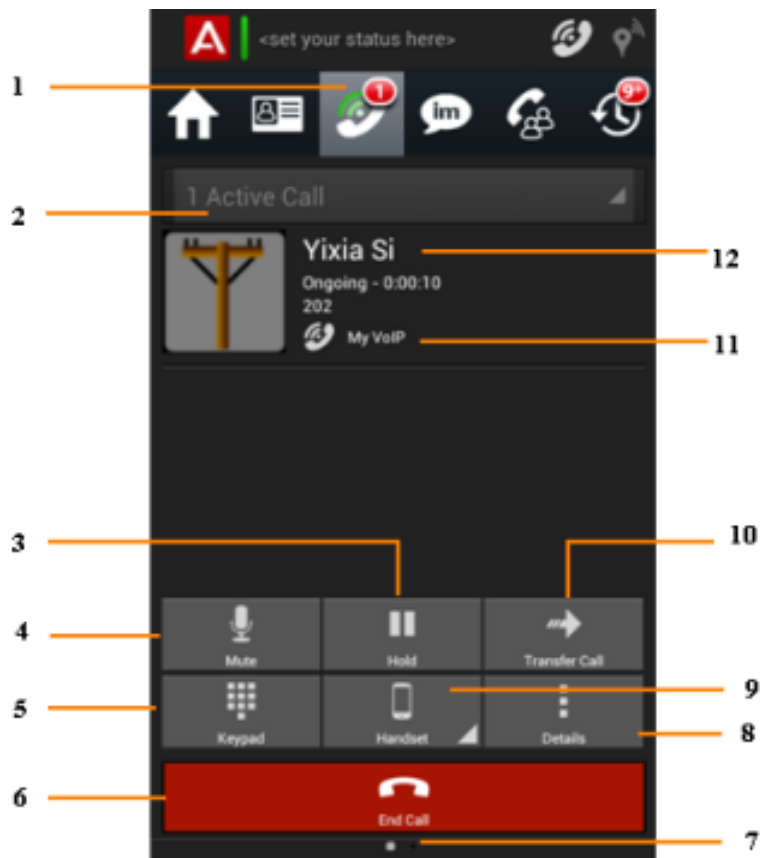 A <set your status here>
1
1 im 9+
1 Active Call
2
Yixia Si
12
Ongoing - 0:00:10
202
My VoIP
11
3
10
4
Mute Hold Transfer Call
5
9
Keypad Handset Details
8
6
End Call
7